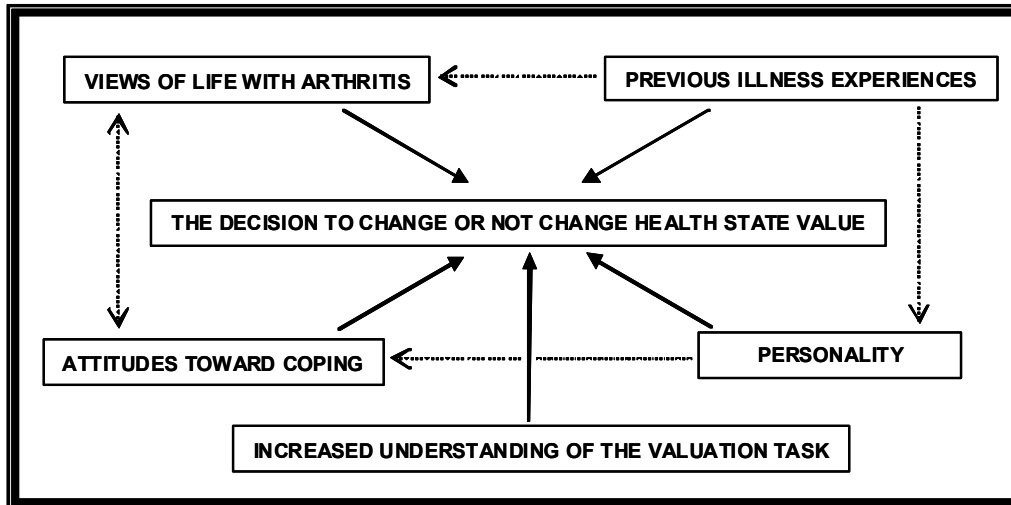 VIEWS OF LIFE WITH ARTHRITIS
PREVIOUS ILLNESS EXPERIENCES
THE DECISION TO CHANGE OR NOT CHANGE HEALTH STATE VALUE
ATTITUDES TOWARD COPING
PERSONALITY
INCREASED UNDERSTANDING OF THE VALUATION TASK